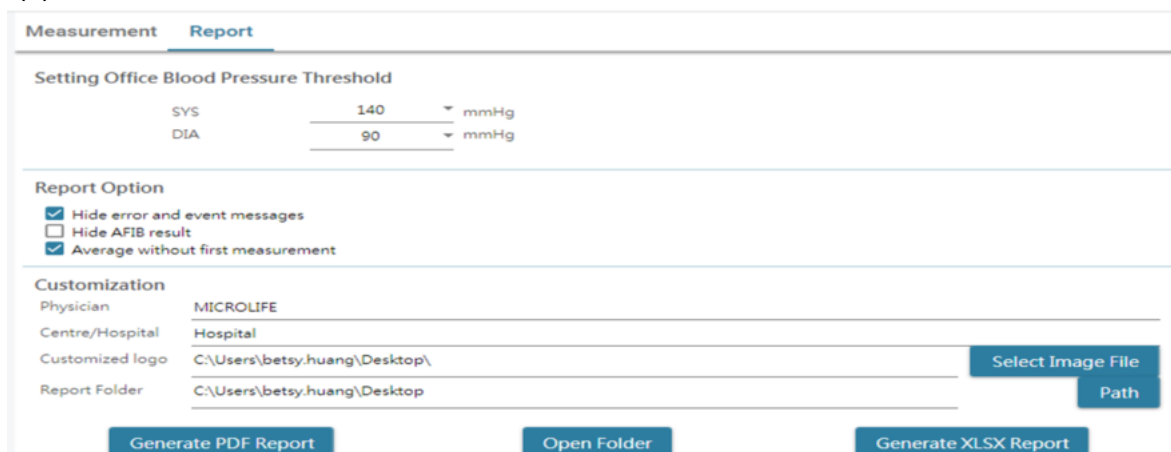 Measurement Report
Setting Office Blood Pressure Threshold
SYS 140 mmHg
DIA 90 mmHg
Report Option
Hide error and event messages
Hide AFIB result
Average without first measurement
Customization
Physician MICROLIFE
Centre/Hospital Hospital
Customized logo C:\Users\betsy.huang\Desktop\ Select Image File
Report Folder C:\Users\betsy.huang\Desktop Path
Generate PDF Report Open Folder Generate XLSX Report